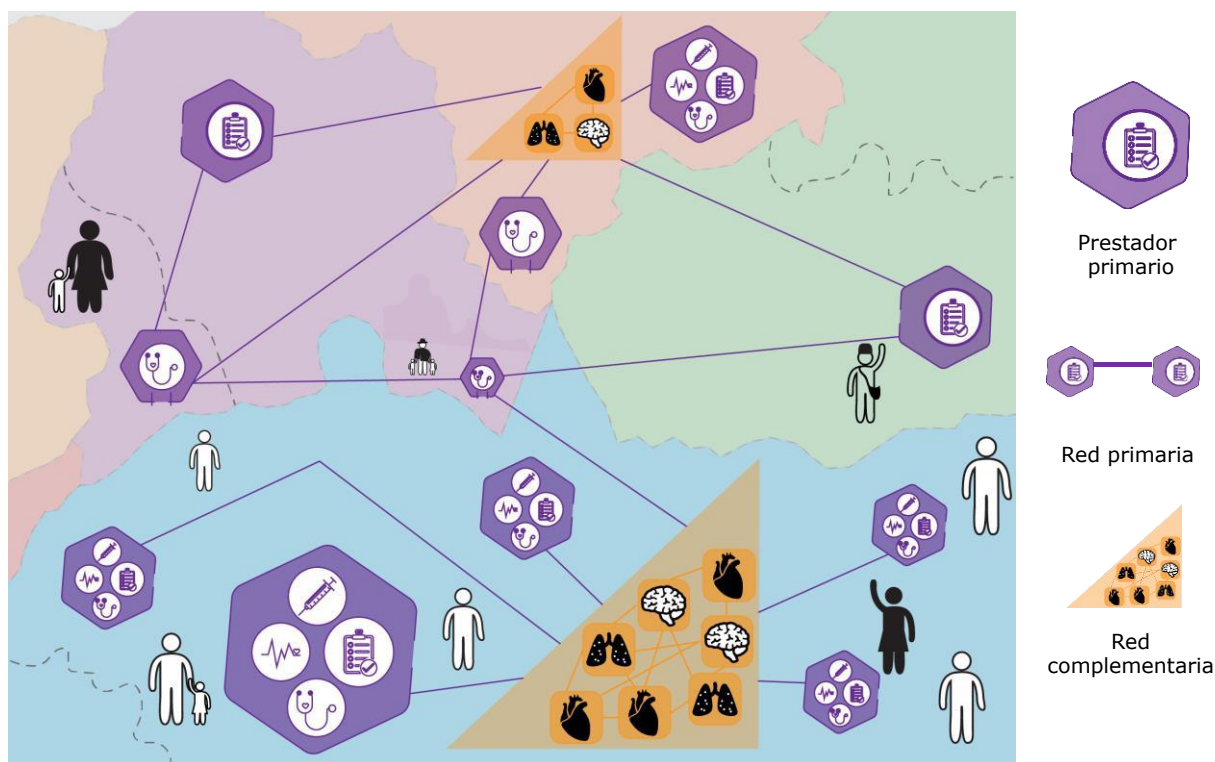 Prestador
primario
Red primaria
Red
complementaria